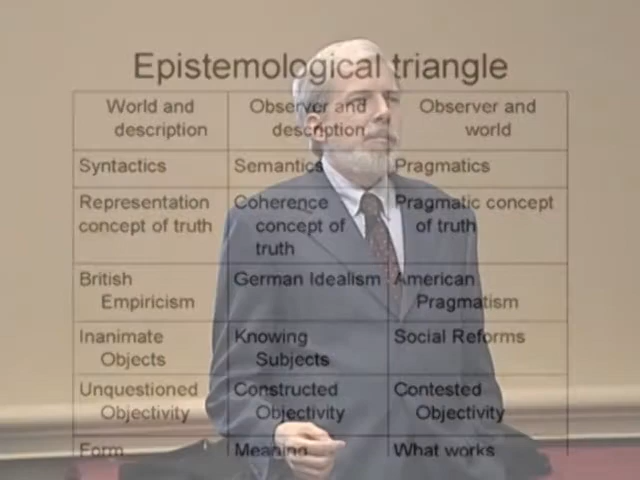 Epistemological triangle
World and description
Observer and description
Observer and world
Syntactics
Semantics
Pragmatics
Representation concept of truth
Coherence concept of truth
Pragmatic concept of truth
British Empiricism
German Idealism
American Pragmatism
Inanimate Objects
Knowing Subjects
Social Reforms
Unquestioned Objectivity
Constructed Objectivity
Contested Objectivity
Form
Meaning
What works